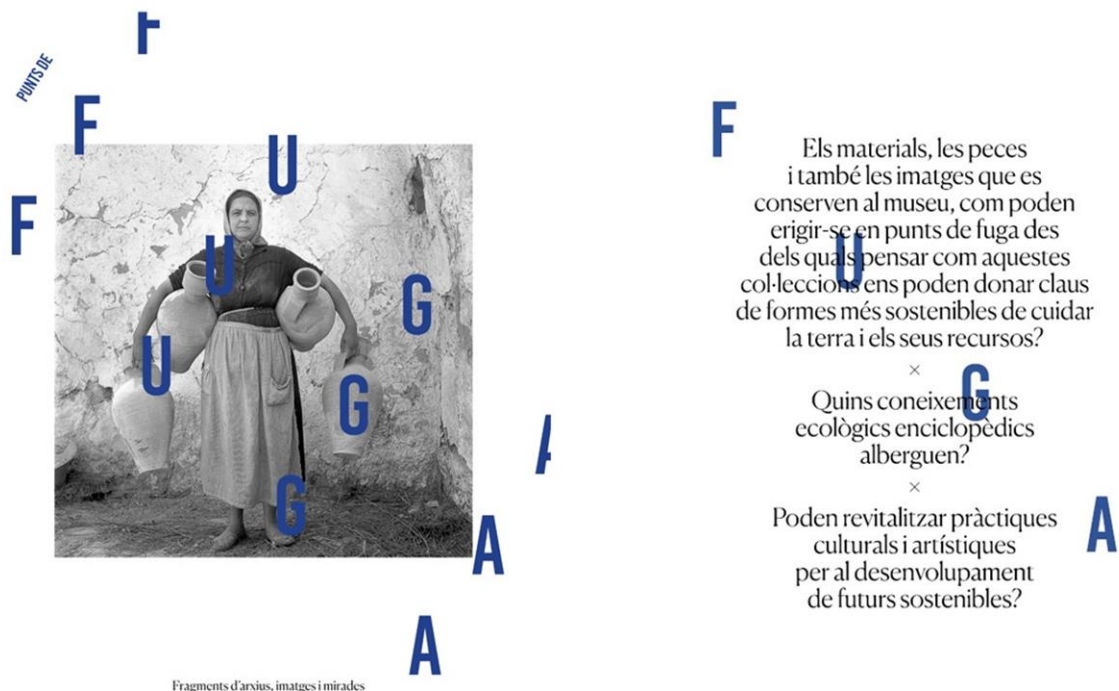 PUNTS DE
F
F
F
U
U
U
G
G
G
A
A
A
Fragments d'arxius, imatges i mirades
F
U
G
A
Els materials, les peces
i també les imatges que es
conserven al museu, com poden
erigir-se en punts de fuga des
dels quals pensar com aquestes
col·leccions ens poden donar claus
de formes més sostenibles de cuidar
la terra i els seus recursos?
×
Quins coneixements
ecològics enciclopèdics
alberguen?
×
Poden revitalitzar pràctiques
culturals i artístiques
per al desenvolupament
de futurs sostenibles?